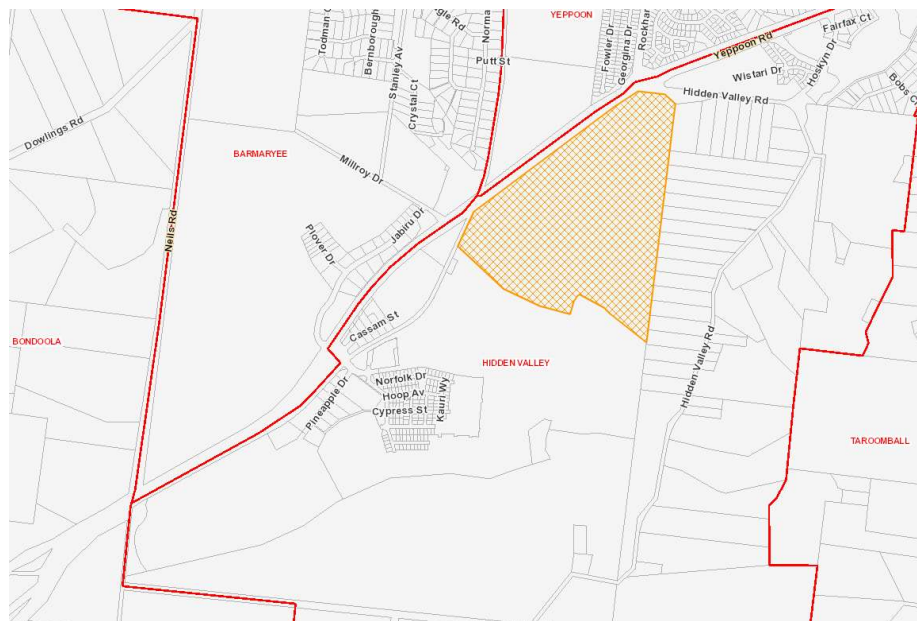 YEPPOON
Fairfax Ct
Yeppoon Rd
Hoskyn Dr
Wistari Dr
Hidden Valley Rd
Fowler Dr
Georgina Dr
Putt St
Bernborough
Stanley Av
Crystal Ct
Dowlings Rd
BARMARYEE
Millroy Dr
Neils Rd
Plover Dr
Jabiru Dr
Cassam St
BONDOOLA
HIDDEN VALLEY
Norfolk Dr
Hoop Av
Cypress St
Kauri Wy
Pineapple Dr
Hidden Valley Rd
TAROOMBALL